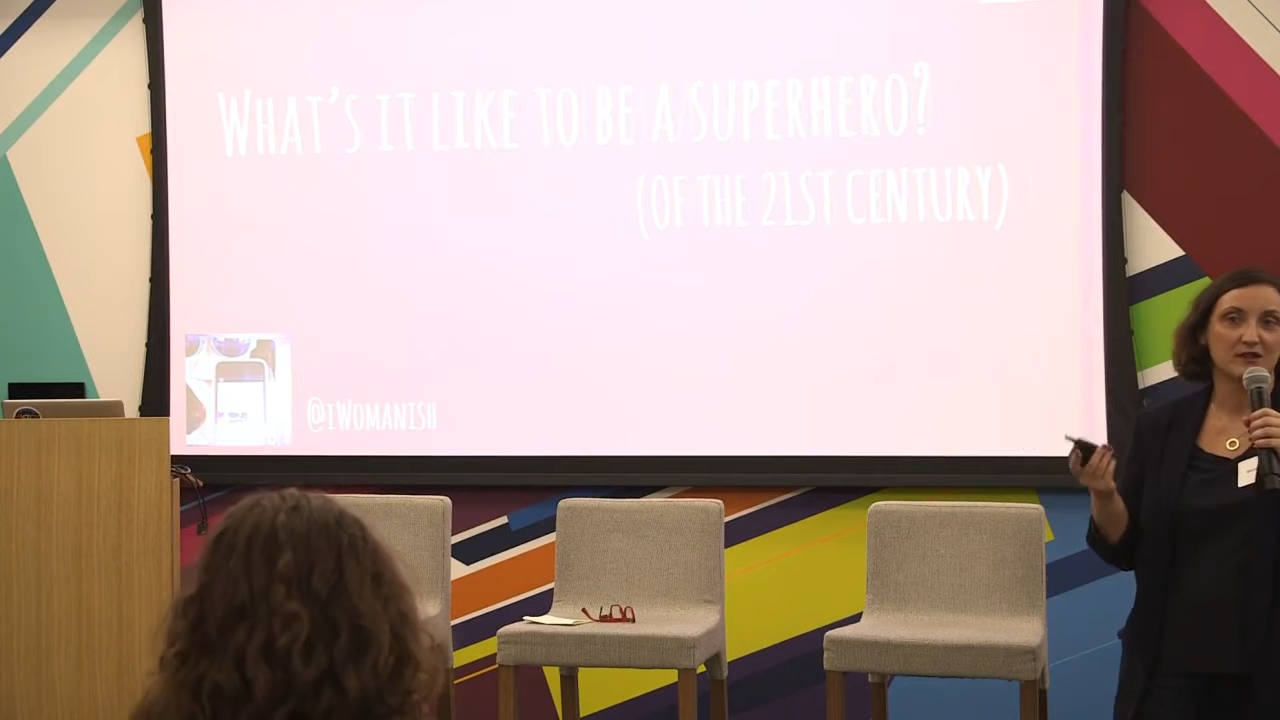 WHAT'S IT LIKE TO BE A SUPERHERO?
(OF THE 21ST CENTURY)
@iWOMANISH